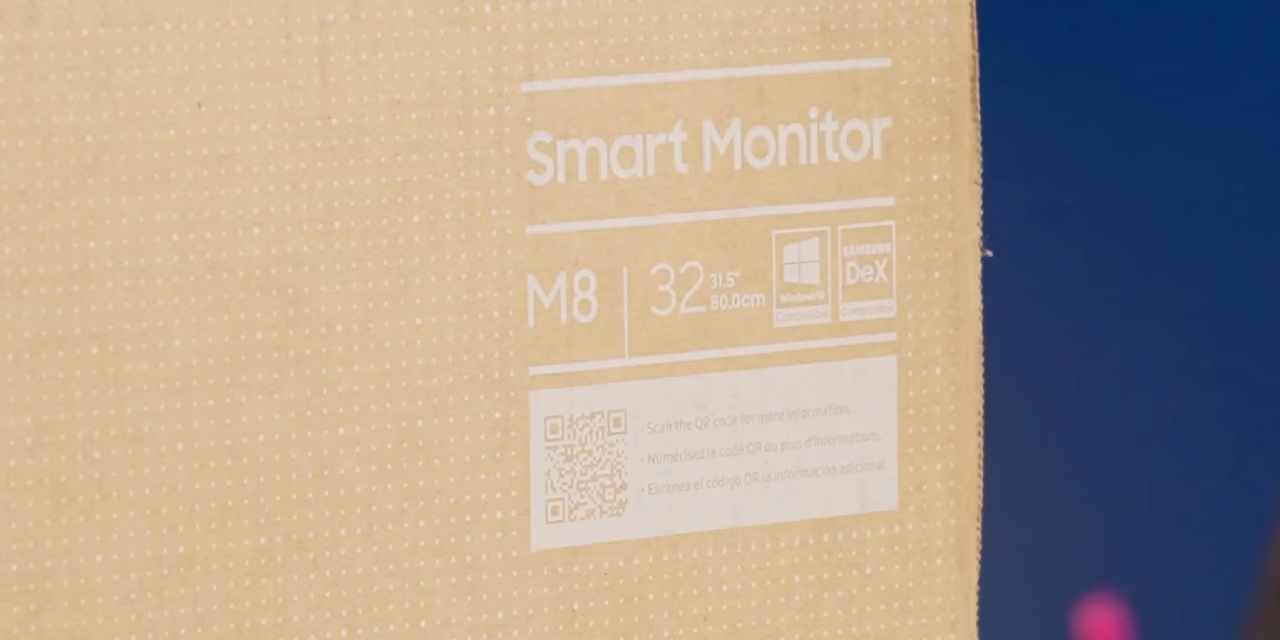 Smart Monitor
M8
32
31.5"
80.0cm
Windows 10
Compatible
SAMSUNG
DeX
Compatible
· Scan the QR code for more information.
· Numérisez le code QR ou plus d'informations.
· Escanea el código QR la información adicional.